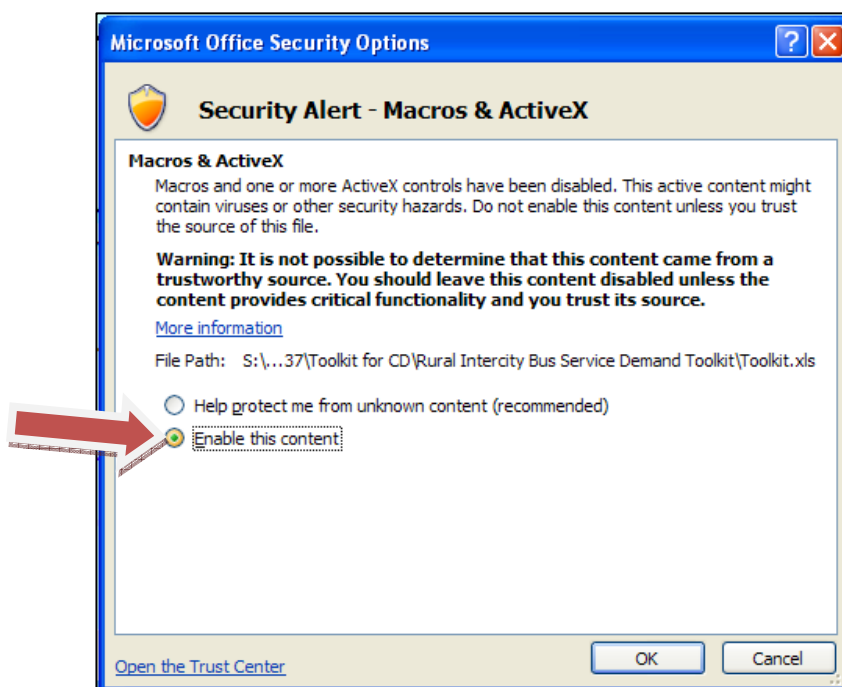 Microsoft Office Security Options
Security Alert - Macros & ActiveX
Macros & ActiveX
Macros and one or more ActiveX controls have been disabled. This active content might
contain viruses or other security hazards. Do not enable this content unless you trust
the source of this file.
Warning: It is not possible to determine that this content came from a
trustworthy source. You should leave this content disabled unless the
content provides critical functionality and you trust its source.
More information
File Path: S:\...37\Toolkit for CD\Rural Intercity Bus Service Demand Toolkit\Toolkit.xls
Help protect me from unknown content (recommended)
Enable this content
Open the Trust Center
OK
Cancel